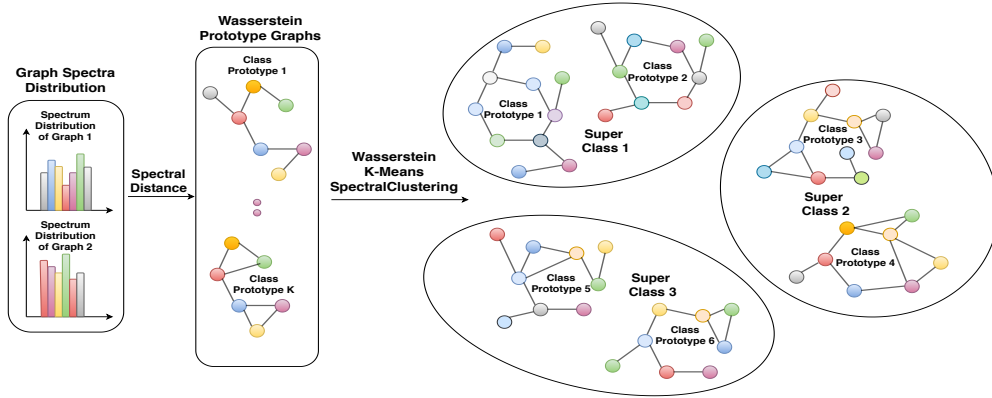 Graph Spectra
Distribution
Spectrum
Distribution
of Graph 1
Spectrum
Distribution
of Graph 2
Spectral
Distance
Wasserstein
Prototype Graphs
Class
Prototype 1
Class
Prototype K
Wasserstein
K-Means
SpectralClustering
Class
Prototype 1
Class
Prototype 2
Super
Class 1
Class
Prototype 3
Super
Class 2
Class
Prototype 4
Class
Prototype 5
Super
Class 3
Class
Prototype 6